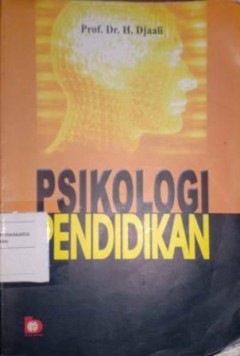 Prof. Dr. H. Djaali
PSIKOLOGI
PENDIDIKAN